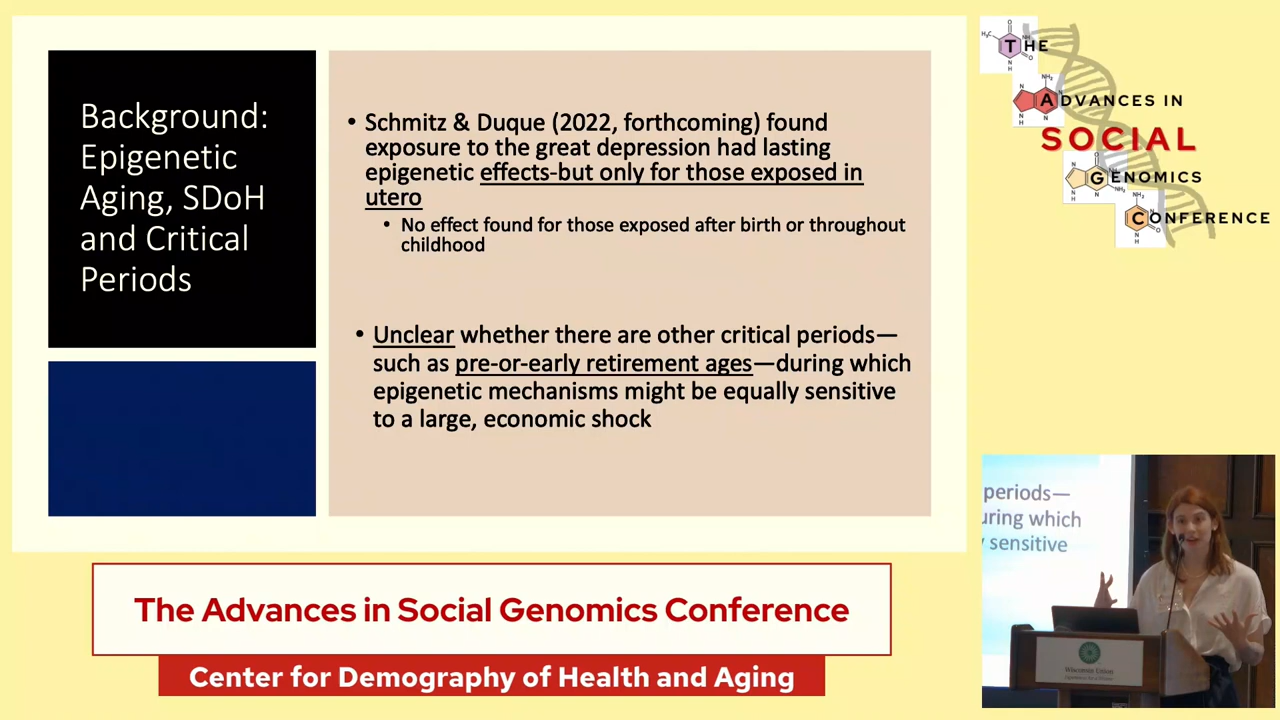 Background:
Epigenetic
Aging, SDoH
and Critical
Periods
• Schmitz & Duque (2022, forthcoming) found
exposure to the great depression had lasting
epigenetic effects-but only for those exposed in
utero
• No effect found for those exposed after birth or throughout
childhood
• Unclear whether there are other critical periods—
such as pre-or-early retirement ages—during which
epigenetic mechanisms might be equally sensitive
to a large, economic shock
THE
ADVANCES IN
SOCIAL
GENOMICS
CONFERENCE
periods—
uring which
sensitive
Wisconsin Union
The Advances in Social Genomics Conference
Center for Demography of Health and Aging